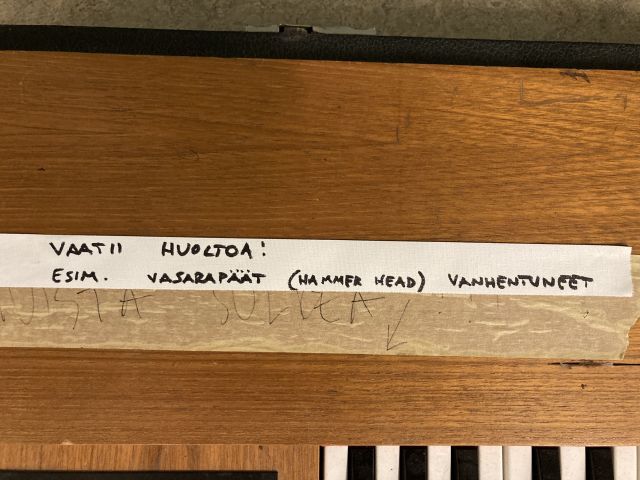 VAATII HUOLTOA!
ESIM. VASARAPÄÄT (HAMMER HEAD) VANHENTUNEET